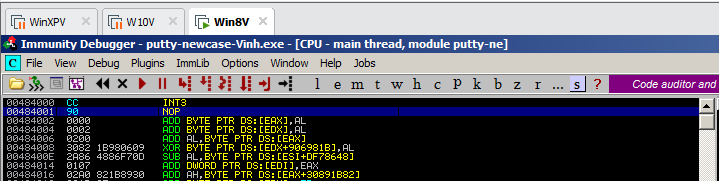 WinXPV × W10V × Win8V ×
Immunity Debugger - putty-newcase-Vinh.exe - [CPU - main thread, module putty-ne]
C File View Debug Plugins ImmLib Options Window Help Jobs
l e m t w h c p k b z r ... s ? Code auditor and
00484000 CC INT3
00484001 90 NOP
00484002 0000 ADD BYTE PTR DS:[EAX],AL
00484004 0002 ADD BYTE PTR DS:[EDX],AL
00484006 0200 ADD AL,BYTE PTR DS:[EAX]
00484008 3082 1B980609 XOR BYTE PTR DS:[EDX+906981B],AL
0048400E 2A86 4886F70D SUB AL,BYTE PTR DS:[ESI+DF78648]
00484014 0107 ADD DWORD PTR DS:[EDI],EAX
00484016 02A0 821B8930 ADD AH,BYTE PTR DS:[EAX+30891B82]